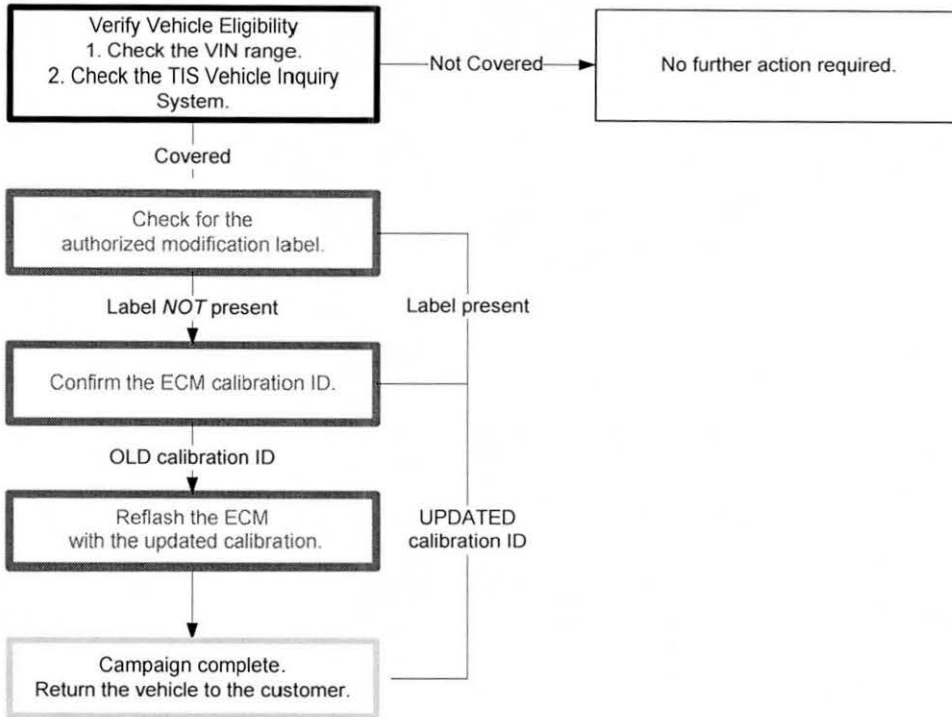 Verify Vehicle Eligibility
1. Check the VIN range.
2. Check the TIS Vehicle Inquiry
System.
Not Covered
No further action required.
Covered
Check for the
authorized modification label.
Label NOT present
Label present
Confirm the ECM calibration ID.
OLD calibration ID
Reflash the ECM
with the updated calibration.
UPDATED
calibration ID
Campaign complete.
Return the vehicle to the customer.